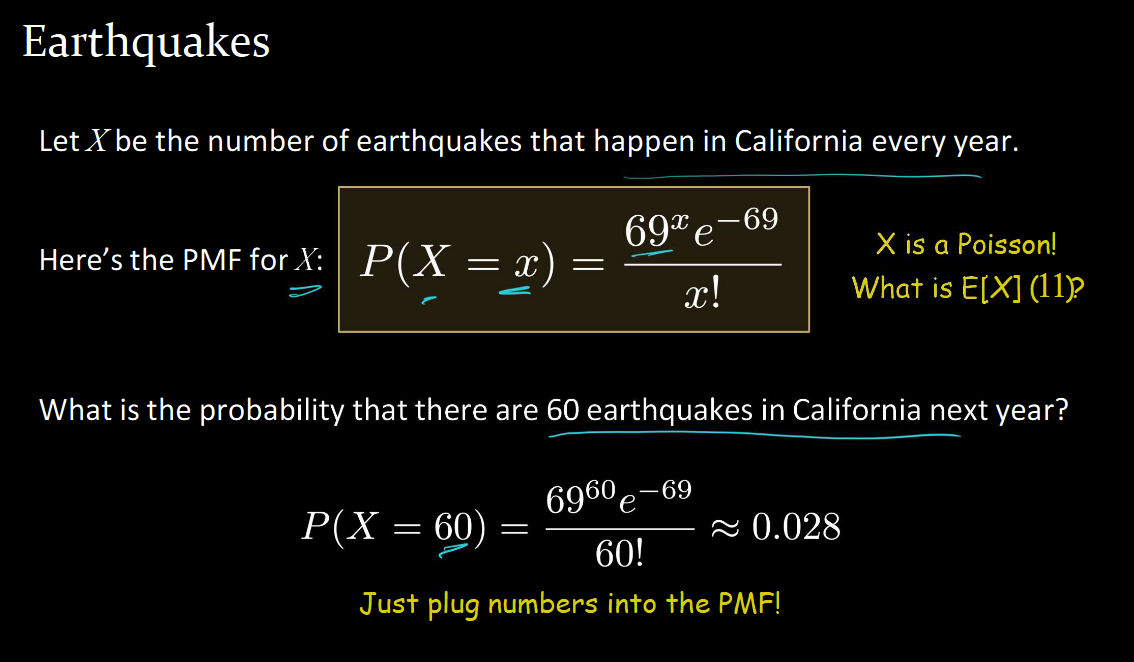 Earthquakes
Let X be the number of earthquakes that happen in California every year.
Here’s the PMF for X: P(X = x) = \frac{69^x e^{-69}}{x!}
X is a Poisson!
What is E[X] (11)?
What is the probability that there are 60 earthquakes in California next year?
P(X = 60) = \frac{69^{60} e^{-69}}{60!} ≈ 0.028
Just plug numbers into the PMF!